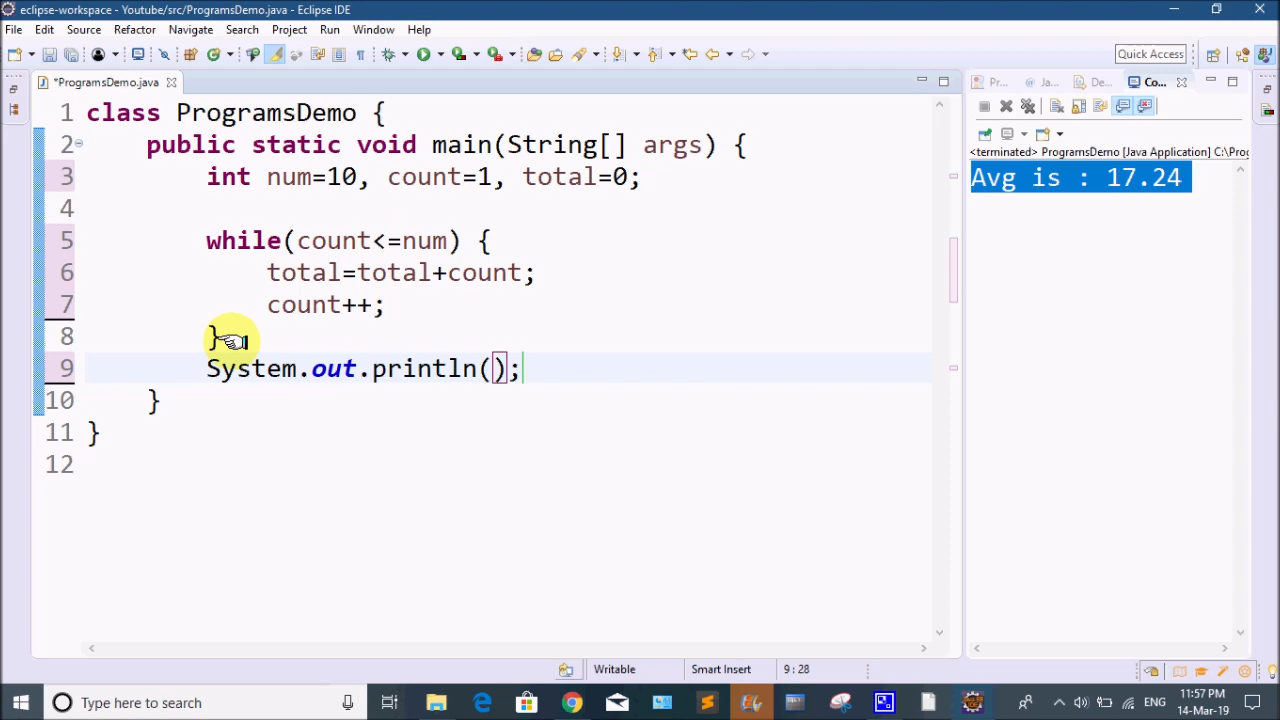 eclipse-workspace - Youtube/src/ProgramsDemo.java - Eclipse IDE
File Edit Source Refactor Navigate Search Project Run Window Help
Quick Access
*ProgramsDemo.java
Pr... Ja... De... Co...
1 class ProgramsDemo {
2 public static void main(String[] args) {
3 int num=10, count=1, total=0;
4
5 while(count<=num) {
6 total=total+count;
7 count++;
8 }
9 System.out.println();
10 }
11 }
12
<terminated> ProgramsDemo [Java Application] C:\Prog
Avg is : 17.24
Writable Smart Insert 9 : 28
Type here to search
ENG
11:57 PM
14-Mar-19